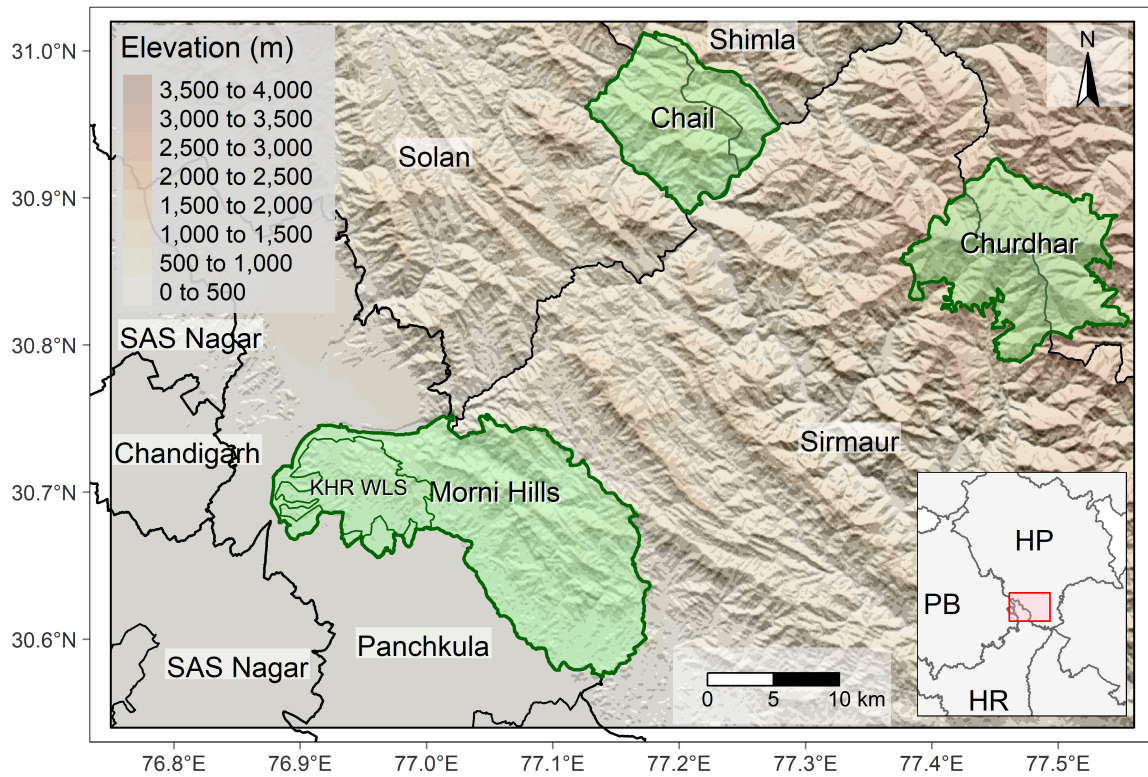 Elevation (m)
3,500 to 4,000
3,000 to 3,500
2,500 to 3,000
2,000 to 2,500
1,500 to 2,000
1,000 to 1,500
500 to 1,000
0 to 500
Shimla
N
Chail
Solan
Churdhar
SAS Nagar
Chandigarh
Sirmaur
KHR WLS
Morni Hills
Panchkula
SAS Nagar
HP
PB
HR
0 5 10 km
31.0°N
30.9°N
30.8°N
30.7°N
30.6°N
76.8°E 76.9°E 77.0°E 77.1°E 77.2°E 77.3°E 77.4°E 77.5°E